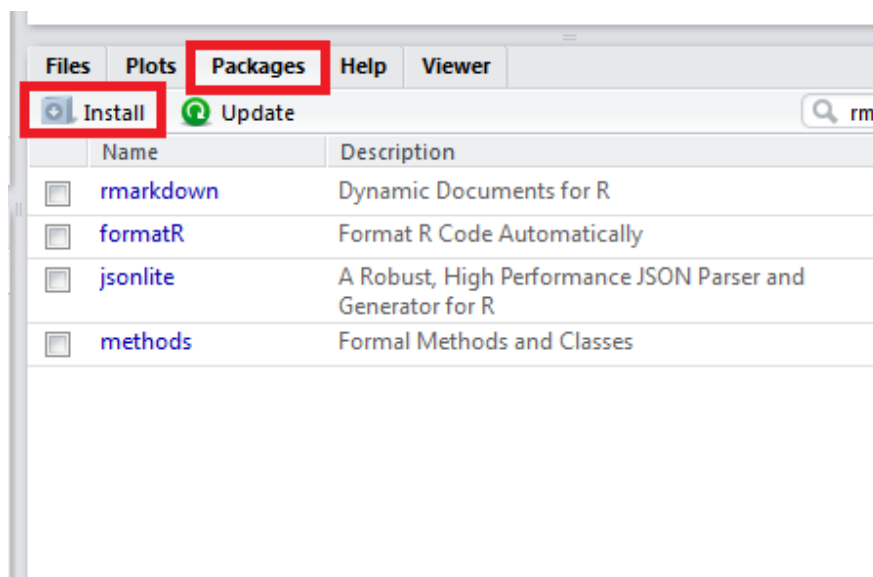 Files Plots Packages Help Viewer
Install Update rm
Name Description
rmarkdown Dynamic Documents for R
formatR Format R Code Automatically
jsonlite A Robust, High Performance JSON Parser and
Generator for R
methods Formal Methods and Classes